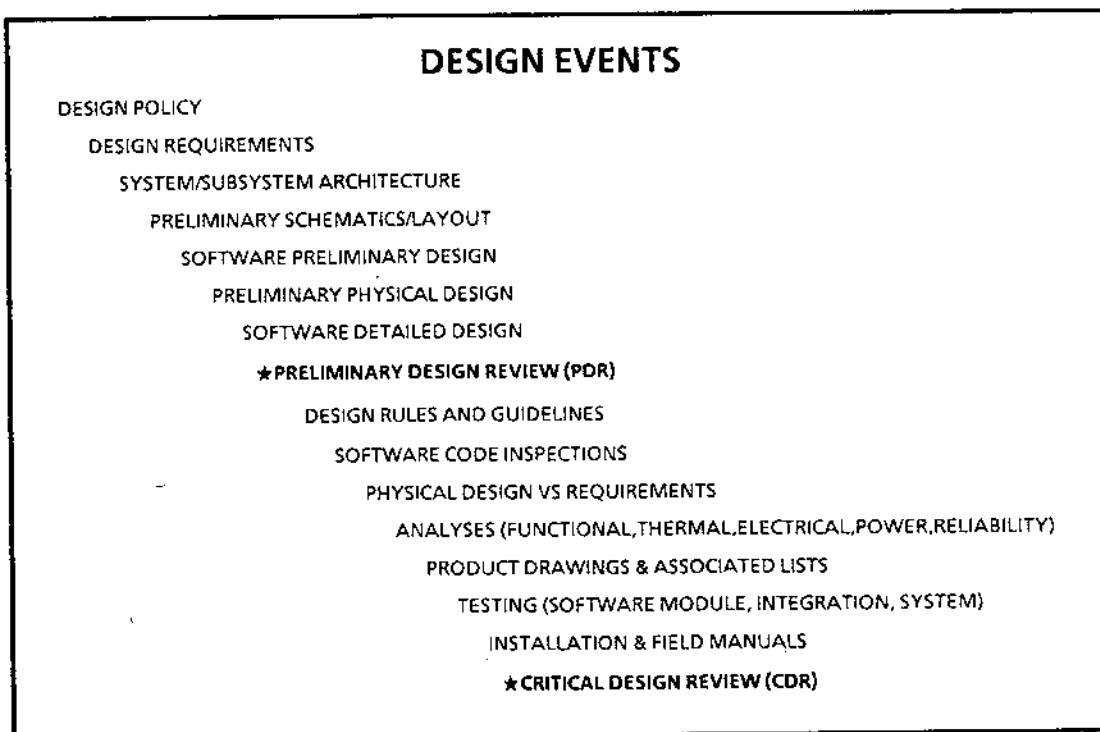 DESIGN EVENTS
DESIGN POLICY
DESIGN REQUIREMENTS
SYSTEM/SUBSYSTEM ARCHITECTURE
PRELIMINARY SCHEMATICS/LAYOUT
SOFTWARE PRELIMINARY DESIGN
PRELIMINARY PHYSICAL DESIGN
SOFTWARE DETAILED DESIGN
★PRELIMINARY DESIGN REVIEW (PDR)
DESIGN RULES AND GUIDELINES
SOFTWARE CODE INSPECTIONS
PHYSICAL DESIGN VS REQUIREMENTS
ANALYSES (FUNCTIONAL,THERMAL,ELECTRICAL,POWER,RELIABILITY)
PRODUCT DRAWINGS & ASSOCIATED LISTS
TESTING (SOFTWARE MODULE, INTEGRATION, SYSTEM)
INSTALLATION & FIELD MANUALS
★CRITICAL DESIGN REVIEW (CDR)